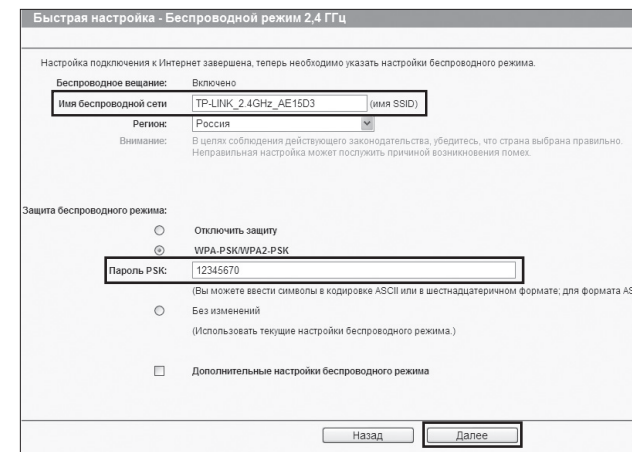 Быстрая настройка - Беспроводной режим 2,4 ГГц
Настройка подключения к Интернет завершена, теперь необходимо указать настройки беспроводного режима.
Беспроводное вещание: Включено
Имя беспроводной сети TP-LINK_2.4GHz_AE15D3 (имя SSID)
Регион: Россия
Внимание: В целях соблюдения действующего законодательства, убедитесь, что страна выбрана правильно.
Неправильная настройка может послужить причиной возникновения помех.
Защита беспроводного режима:
Отключить защиту
WPA-PSK/WPA2-PSK
Пароль PSK: 12345670
(Вы можете ввести символы в кодировке ASCII или в шестнадцатеричном формате; для формата AS
Без изменений
(Использовать текущие настройки беспроводного режима.)
Дополнительные настройки беспроводного режима
Назад Далее